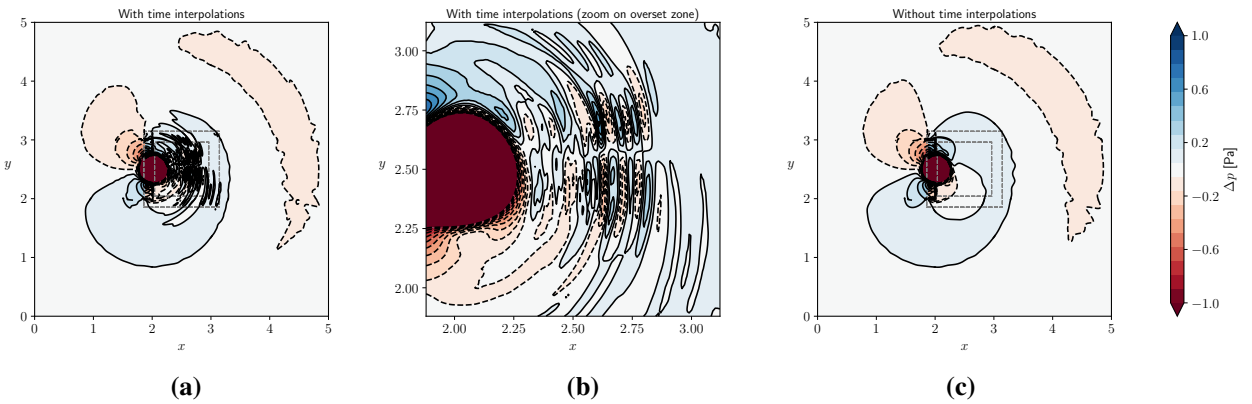 With time interpolations
5
4
3
2
1
0
y
0 1 2 3 4 5
x
(a)
With time interpolations (zoom on overset zone)
3.00
2.75
2.50
2.25
2.00
y
2.00 2.25 2.50 2.75 3.00
x
(b)
Without time interpolations
5
4
3
2
1
0
y
0 1 2 3 4 5
x
(c)
1.0
0.6
0.2
−0.2
−0.6
−1.0
Δp [Pa]